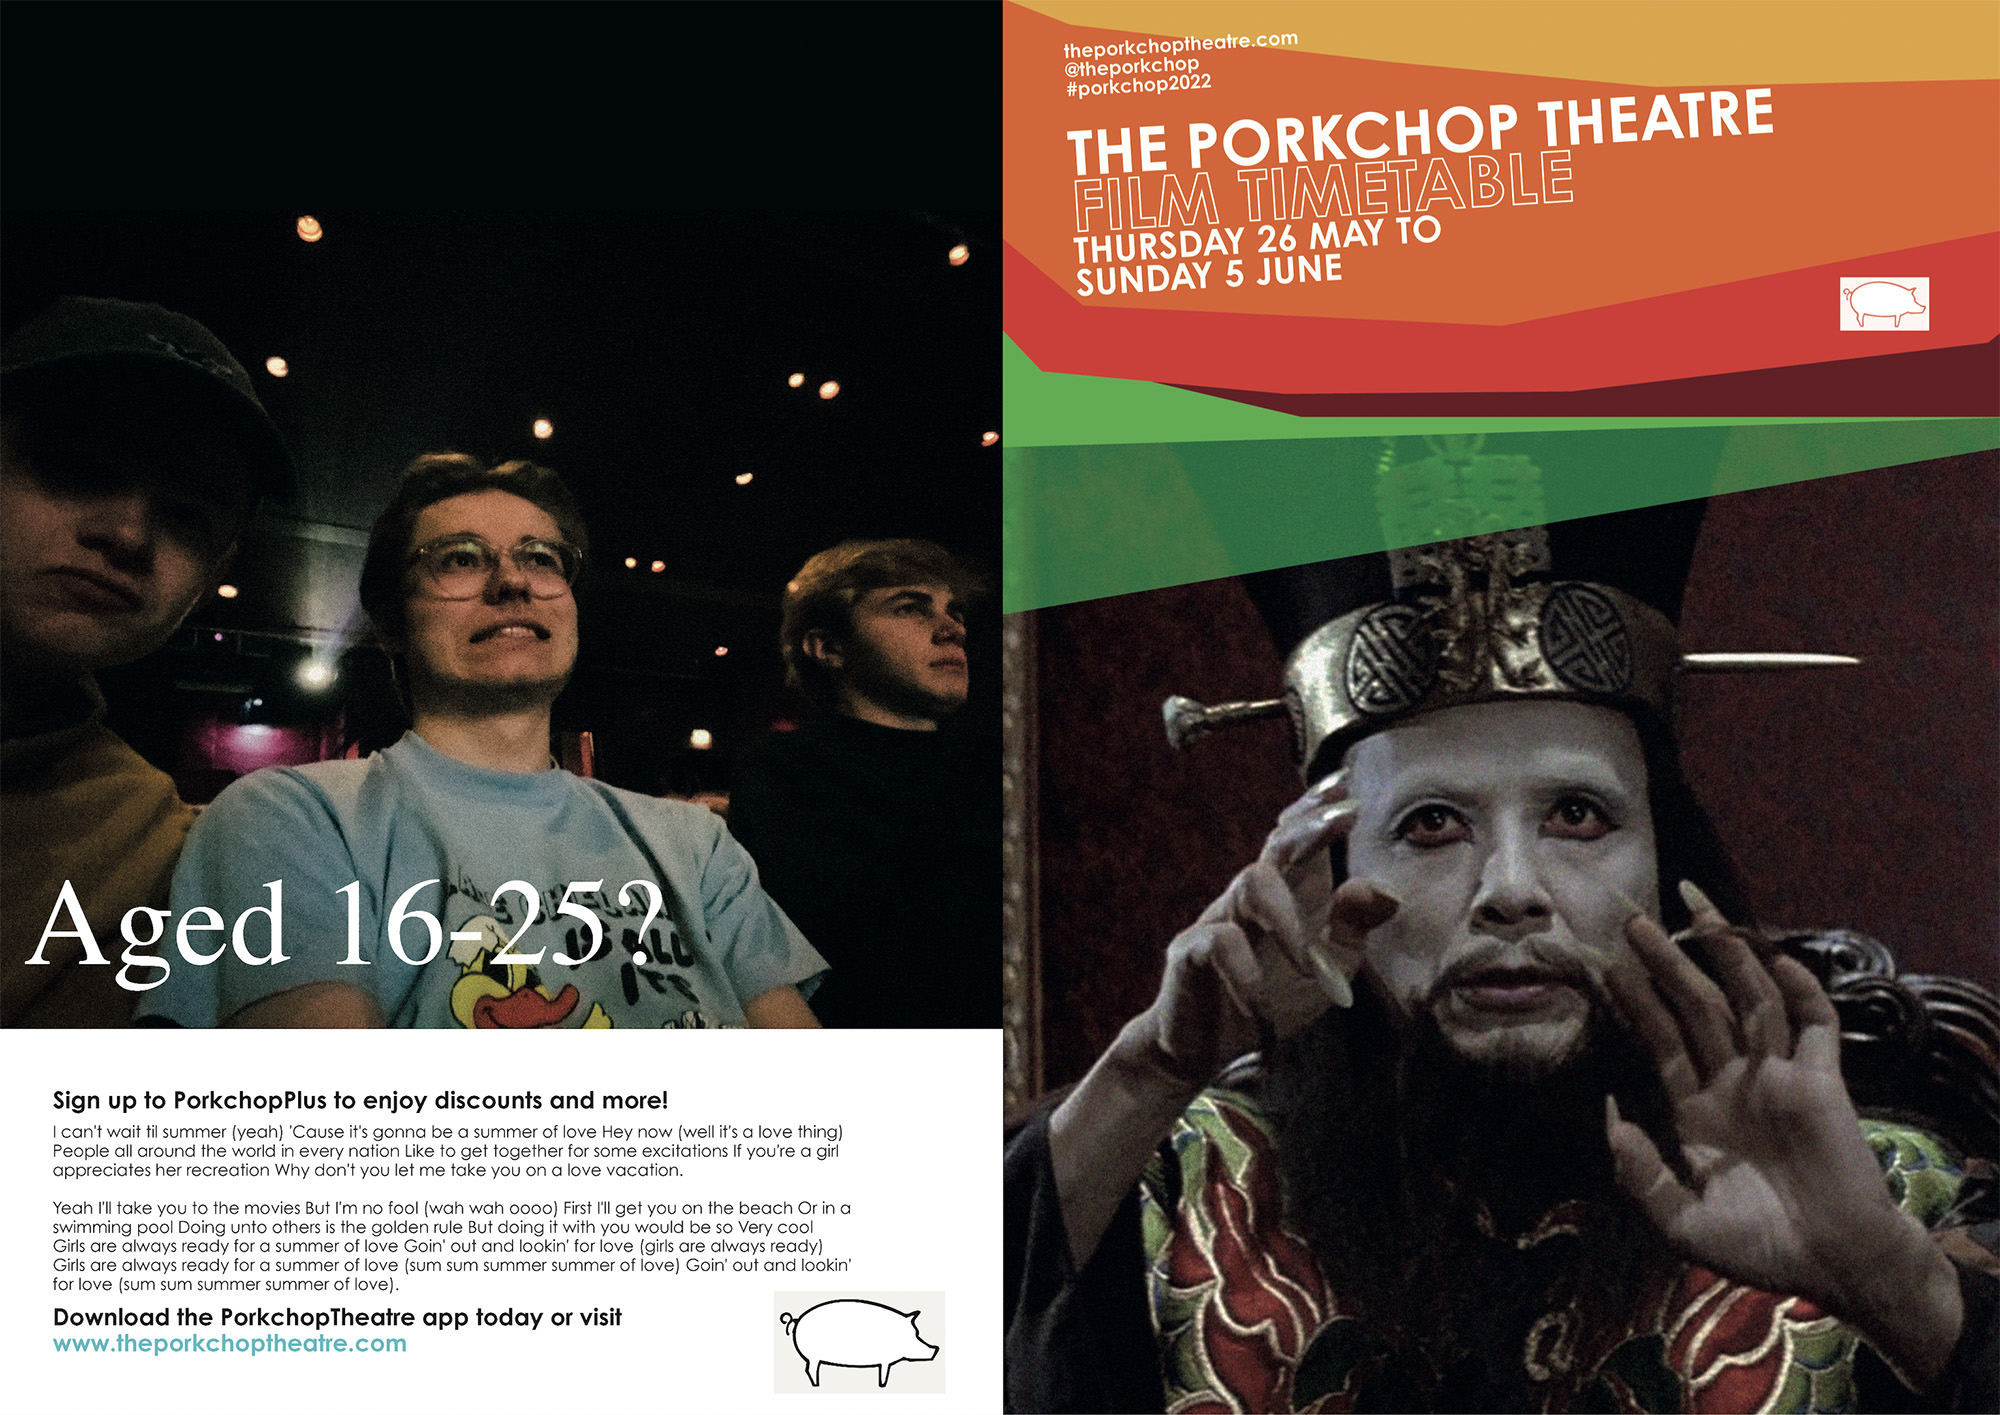 Aged 16-25?
Sign up to PorkchopPlus to enjoy discounts and more!
I can't wait til summer (yeah) 'Cause it's gonna be a summer of love Hey now (well it's a love thing)
People all around the world in every nation Like to get together for some excitations If you're a girl
appreciates her recreation Why don't you let me take you on a love vacation.
Yeah I'll take you to the movies But I'm no fool (wah wah oooo) First I'll get you on the beach Or in a
swimming pool Doing unto others is the golden rule But doing it with you would be so Very cool
Girls are always ready for a summer of love Goin' out and lookin' for love (girls are always ready)
Girls are always ready for a summer of love (sum sum summer summer of love) Goin' out and lookin'
for love (sum sum summer summer of love).
Download the PorkchopTheatre app today or visit
www.theporkchoptheatre.com
theporkchoptheatre.com
@theporkchop
#porkchop2022
THE PORKCHOP THEATRE
FILM TIMETABLE
THURSDAY 26 MAY TO
SUNDAY 5 JUNE
IS ALL
IT'S